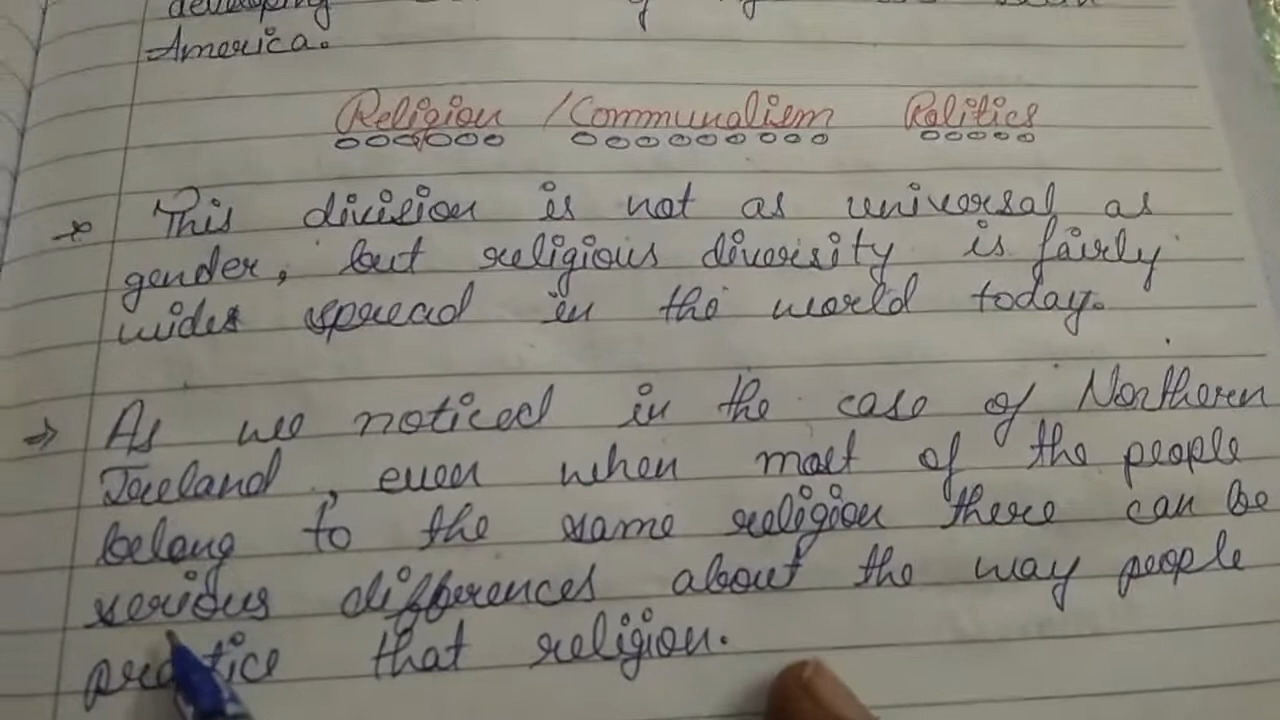 developing
America.
Religion / Communalism Politics
This division is not as universal as
gender, but religious diversity is fairly
wides spread in the world today.
⇒ As we noticed in the case of Northern
Ireland, even when most of the people
belong to the same religion there can be
serious differences about the way people
practice that religion.